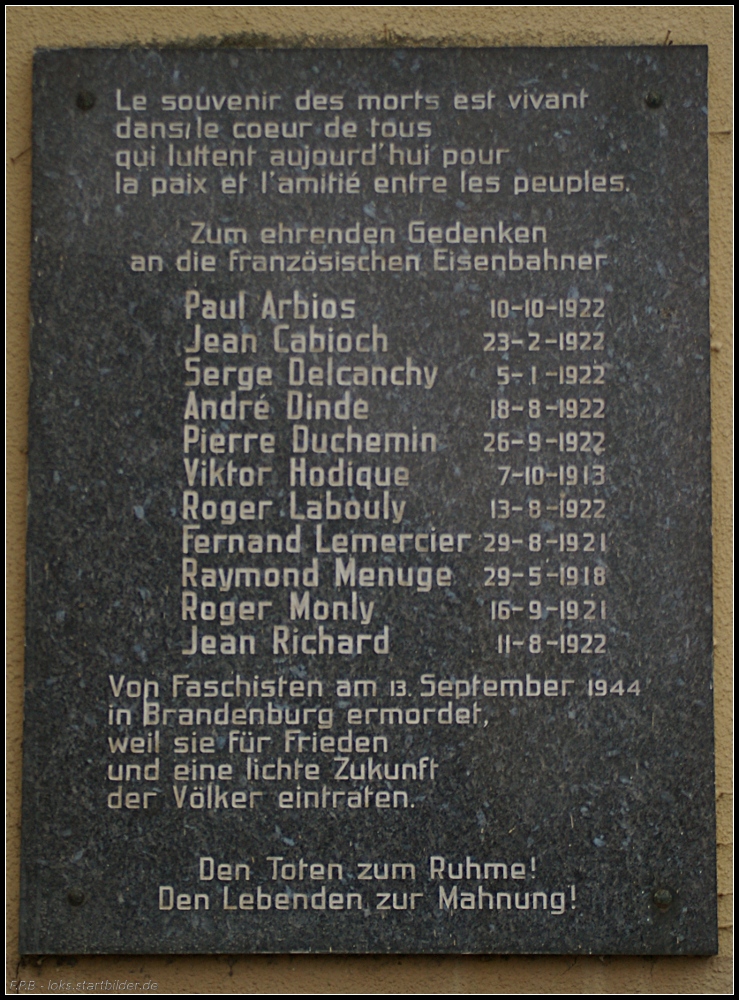 Le souvenir des morts est vivant
dans le coeur de tous
qui luttent aujourd'hui pour
la paix et l'amitié entre les peuples.
Zum ehrenden Gedenken
an die französischen Eisenbahner
Paul Arbios 10-10-1922
Jean Cabioch 23-2-1922
Serge Delcanchy 5-1-1922
André Dinde 18-8-1922
Pierre Duchemin 26-9-1922
Viktor Hodique 7-10-1913
Roger Labouly 13-8-1922
Fernand Lemercier 29-8-1921
Raymond Menuge 29-5-1918
Roger Monly 16-9-1921
Jean Richard 11-8-1922
Von Faschisten am 13. September 1944
in Brandenburg ermordet,
weil sie für Frieden
und eine lichte Zukunft
der Völker eintraten.
Den Toten zum Ruhme!
Den Lebenden zur Mahnung!
F.P.B - loks.startbilder.de